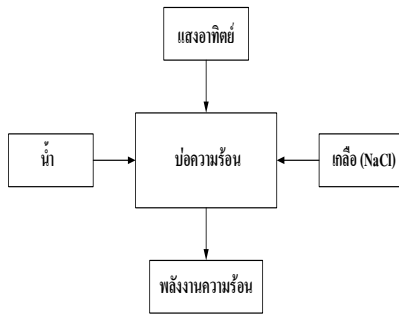 แสงอาทิตย์
น้ำ
บ่อความร้อน
เกลือ (NaCl)
พลังงานความร้อน